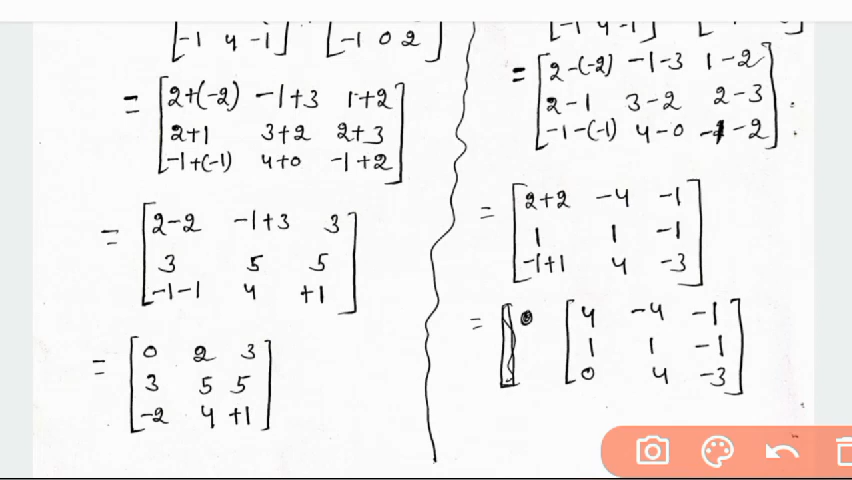 [-1 4 -1] [-1 0 2]
= [2+(-2) -1+3 1+2
2+1 3+2 2+3
-1+(-1) 4+0 -1+2]
= [2-2 -1+3 3
3 5 5
-1-1 4 +1]
= [0 2 3
3 5 5
-2 4 +1]
[-1 4 -1]
= [2-(-2) -1-3 1-2
2-1 3-2 2-3
-1-(-1) 4-0 -1-2]
= [2+2 -4 -1
1 1 -1
-1+1 4 -3]
= [4 -4 -1
1 1 -1
0 4 -3]